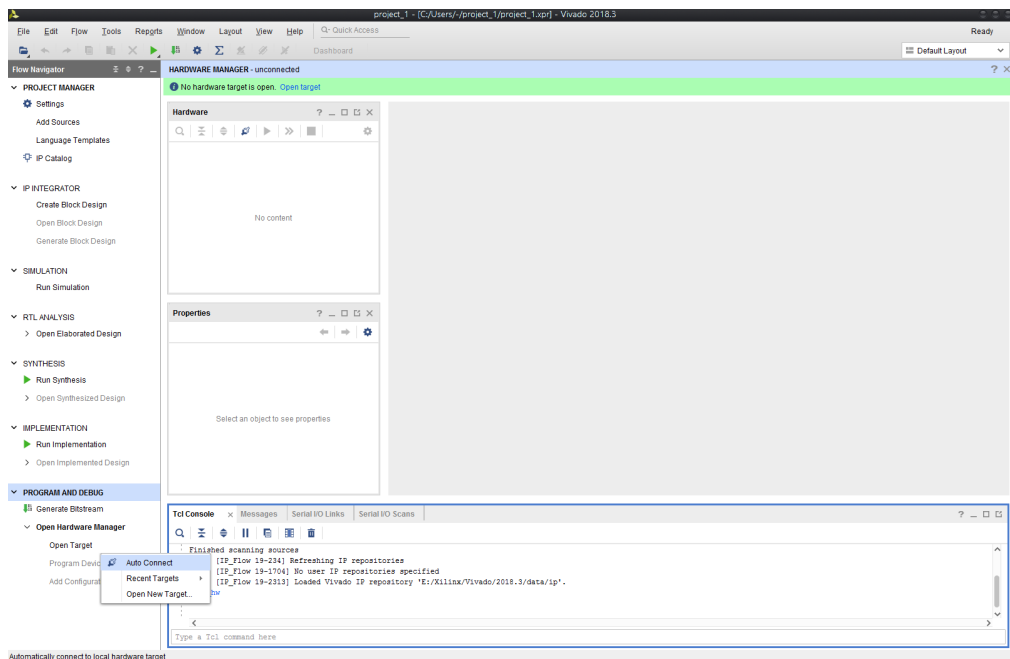 project_1 - [C:/Users/-/project_1/project_1.xpr] - Vivado 2018.3
File Edit Flow Tools Reports Window Layout View Help Q- Quick Access Ready
Dashboard Default Layout
Flow Navigator
HARDWARE MANAGER - unconnected
No hardware target is open. Open target
PROJECT MANAGER
Settings
Add Sources
Language Templates
IP Catalog
IP INTEGRATOR
Create Block Design
Open Block Design
Generate Block Design
SIMULATION
Run Simulation
RTL ANALYSIS
Open Elaborated Design
SYNTHESIS
Run Synthesis
Open Synthesized Design
IMPLEMENTATION
Run Implementation
Open Implemented Design
PROGRAM AND DEBUG
Generate Bitstream
Open Hardware Manager
Open Target
Program Devic
Add Configurat
Auto Connect
Recent Targets
Open New Target...
Hardware
No content
Properties
Select an object to see properties
Tcl Console Messages Serial I/O Links Serial I/O Scans
Finished scanning sources
[IP_Flow 19-234] Refreshing IP repositories
[IP_Flow 19-1704] No user IP repositories specified
[IP_Flow 19-2313] Loaded Vivado IP repository 'E:/Xilinx/Vivado/2018.3/data/ip'.
hw
Type a Tcl command here
Automatically connect to local hardware target